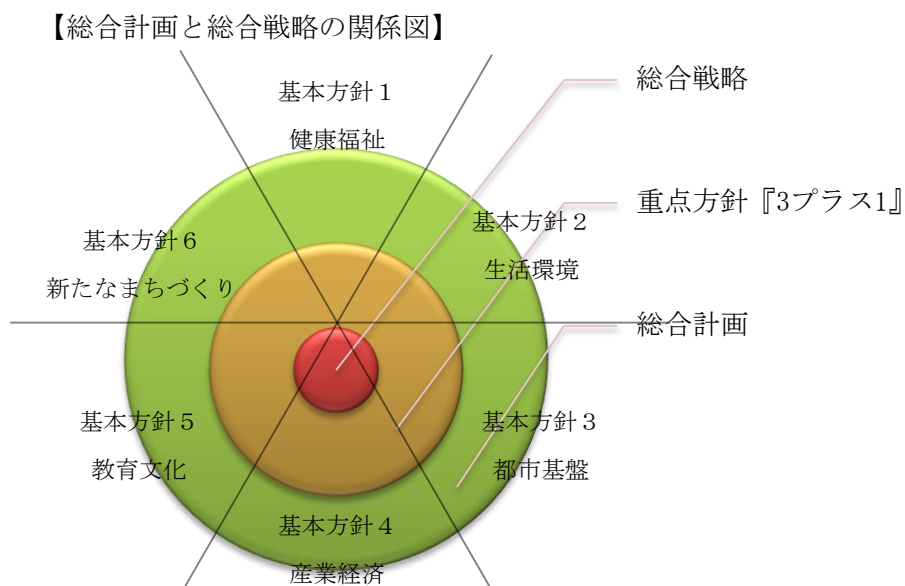 【総合計画と総合戦略の関係図】
基本方針１
健康福祉
総合戦略
重点方針『3プラス1』
基本方針２
生活環境
基本方針６
新たなまちづくり
総合計画
基本方針５
教育文化
基本方針３
都市基盤
基本方針４
産業経済